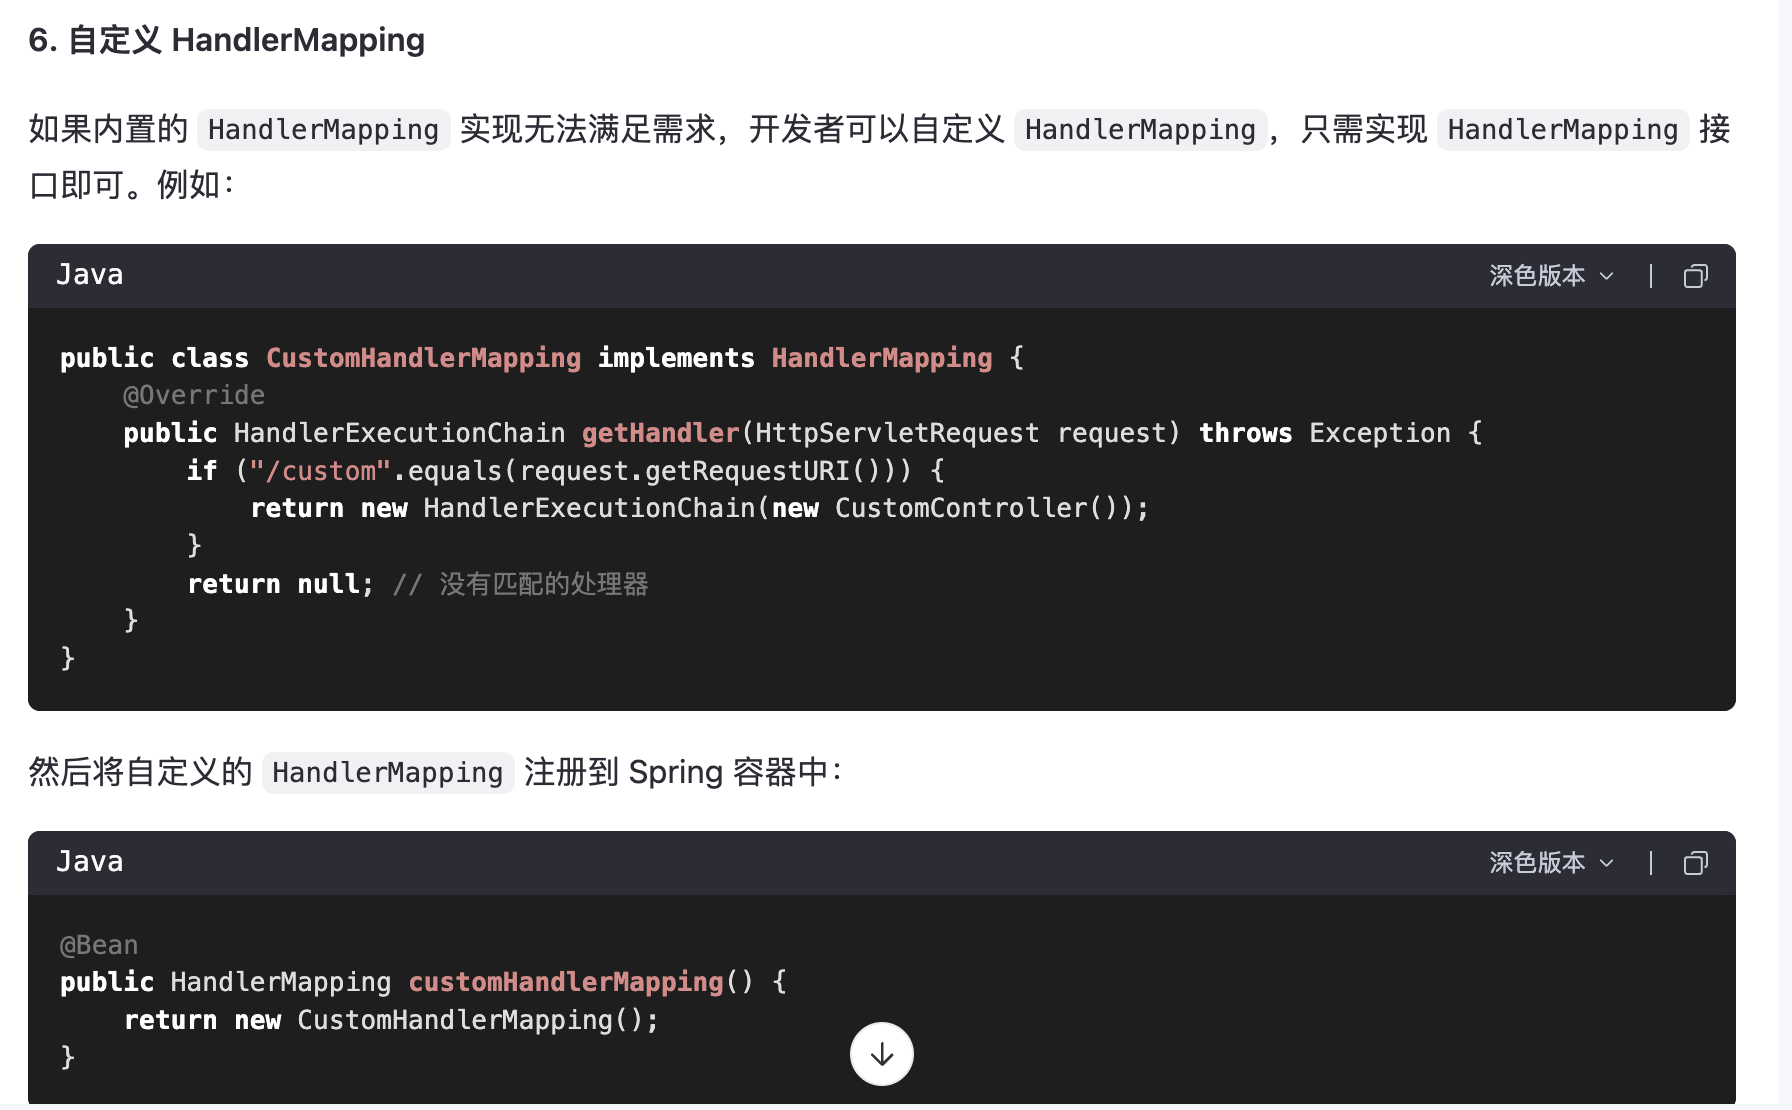 6. 自定义 HandlerMapping
如果内置的 HandlerMapping 实现无法满足需求，开发者可以自定义 HandlerMapping，只需实现 HandlerMapping 接
口即可。例如：
Java 深色版本
public class CustomHandlerMapping implements HandlerMapping {
    @Override
    public HandlerExecutionChain getHandler(HttpServletRequest request) throws Exception {
        if ("/custom".equals(request.getRequestURI())) {
            return new HandlerExecutionChain(new CustomController());
        }
        return null; // 没有匹配的处理器
    }
}
然后将自定义的 HandlerMapping 注册到 Spring 容器中：
Java 深色版本
@Bean
public HandlerMapping customHandlerMapping() {
    return new CustomHandlerMapping();
}